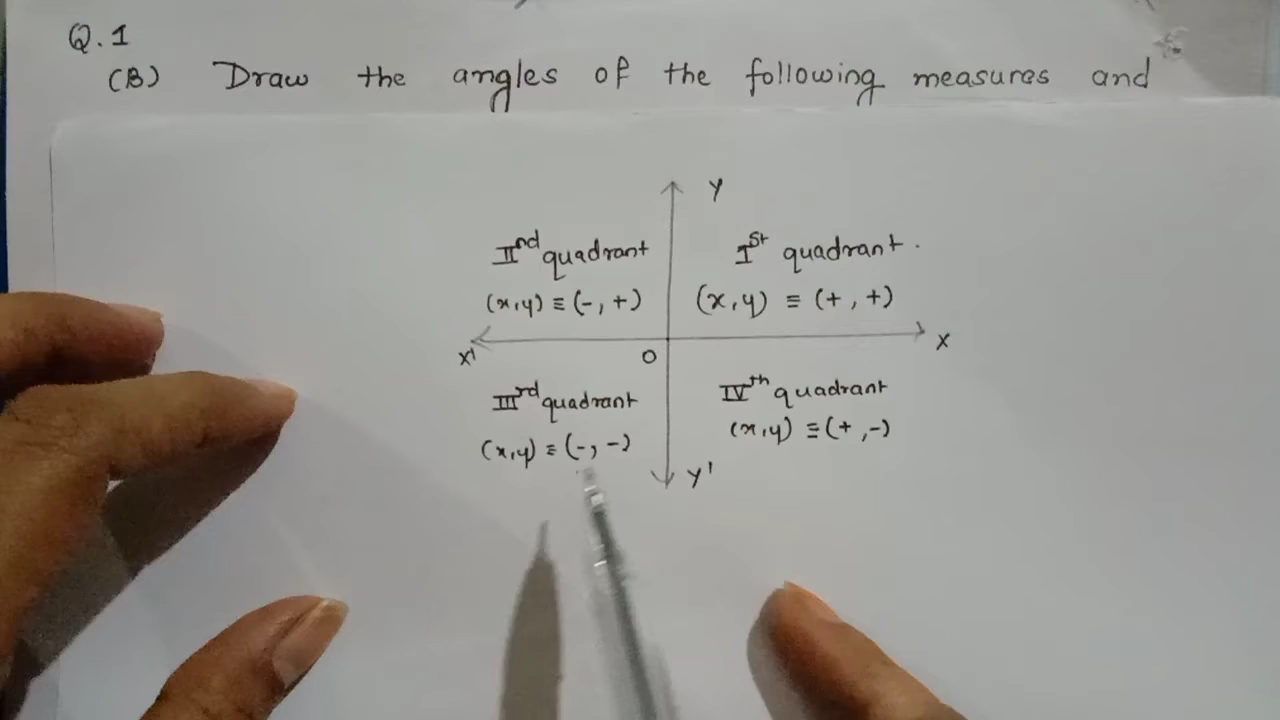 Q.1
(B) Draw the angles of the following measures and
Y
IInd quadrant
Ist quadrant.
(x,y) ≡ (-,+)
(x,y) ≡ (+,+)
X'
O
X
IIIrd quadrant
IVth quadrant
(x,y) ≡ (-,-)
(x,y) ≡ (+,-)
Y'